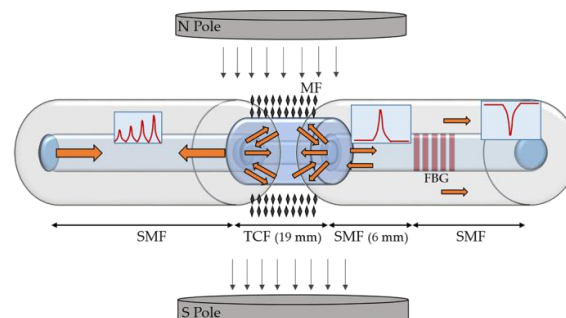 N Pole
MF
FBG
SMF
TCF (19 mm)
SMF (6 mm)
SMF
S Pole